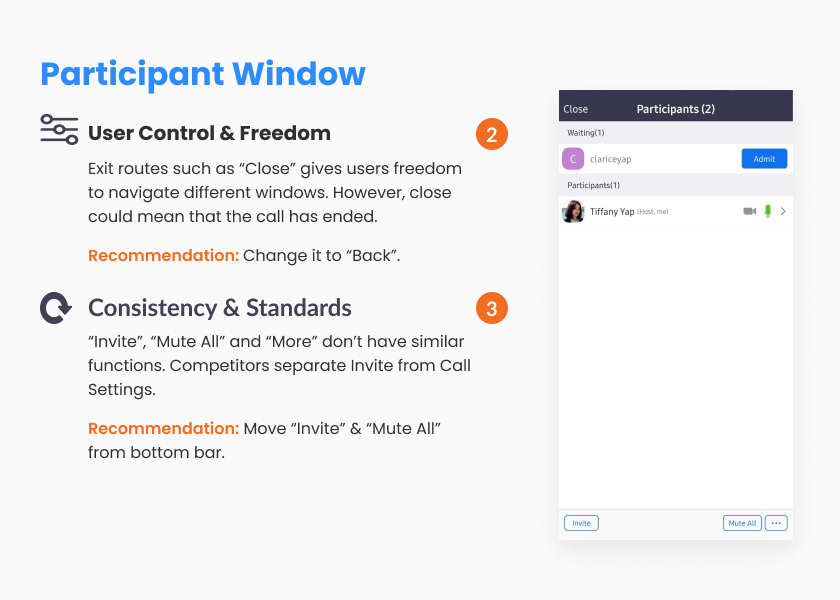 Participant Window
User Control & Freedom
2
Exit routes such as “Close” gives users freedom
to navigate different windows. However, close
could mean that the call has ended.
Recommendation: Change it to “Back”.
Consistency & Standards
3
“Invite”, “Mute All” and “More” don’t have similar
functions. Competitors separate Invite from Call
Settings.
Recommendation: Move “Invite” & “Mute All”
from bottom bar.
Close
Participants (2)
Waiting(1)
C
clariceyap
Admit
Participants(1)
Tiffany Yap (Host, me)
Invite
Mute All
...